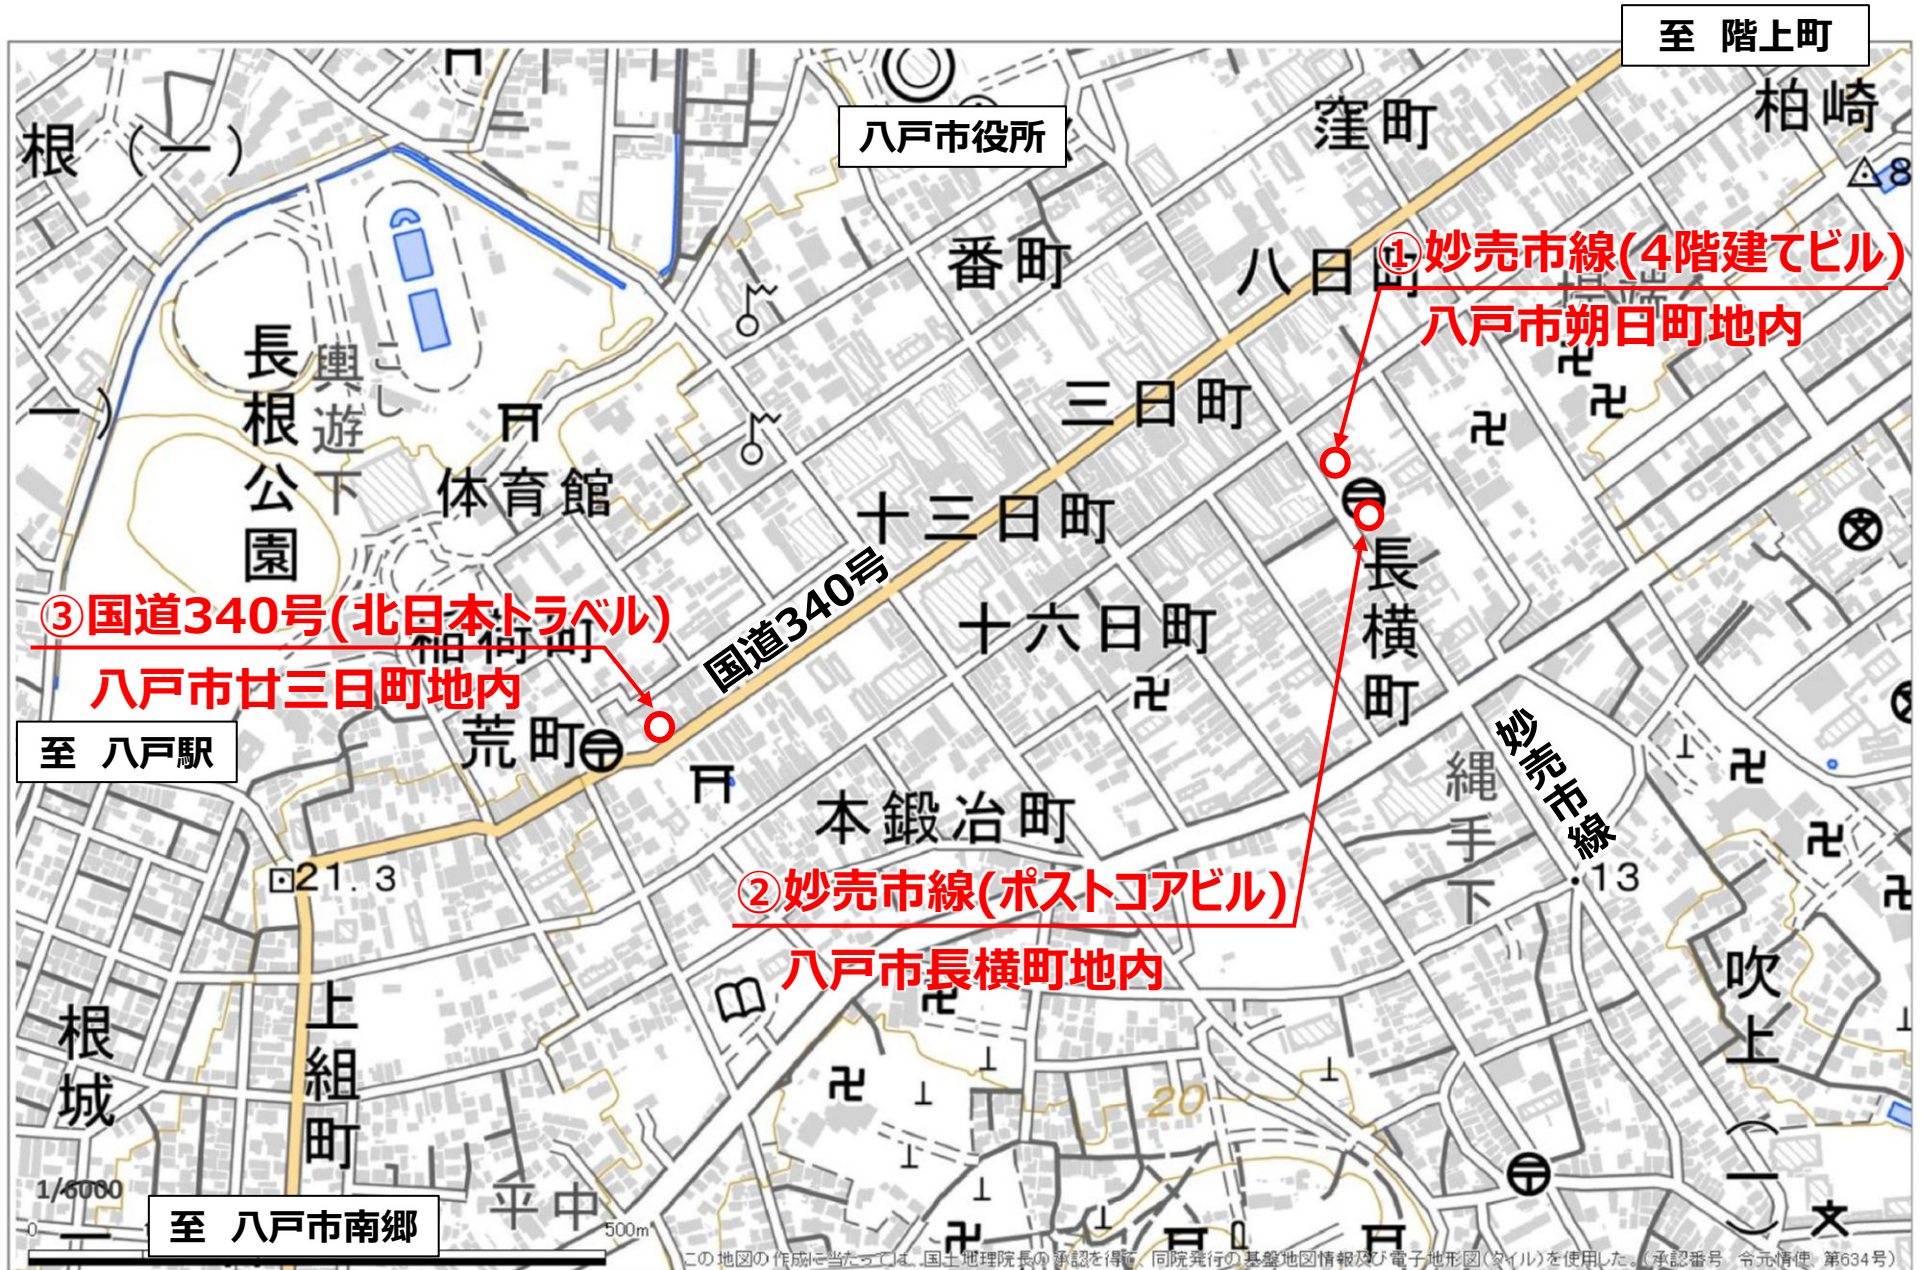 至 階上町
柏崎
窪町
八戸市役所
根（一）
8
番町
八日町
①妙売市線(4階建てビル)
八戸市朔日町地内
長根公園
輿遊下
こし
一）
三日町
体育館
十三日町
長横町
国道340号
十六日町
③国道340号(北日本トラベル)
稲荷町
八戸市廿三日町地内
荒町
至 八戸駅
妙売市線
縄手下
本鍛冶町
21.3
13
②妙売市線(ポストコアビル)
八戸市長横町地内
吹上（一）
上組町
根城
20
平中
1/6000
至 八戸市南郷
0
500m
この地図の作成に当たっては、国土地理院長の承認を得て、同院発行の基盤地図情報及び電子地形図(タイル)を使用した。(承認番号 令元情使、第634号)